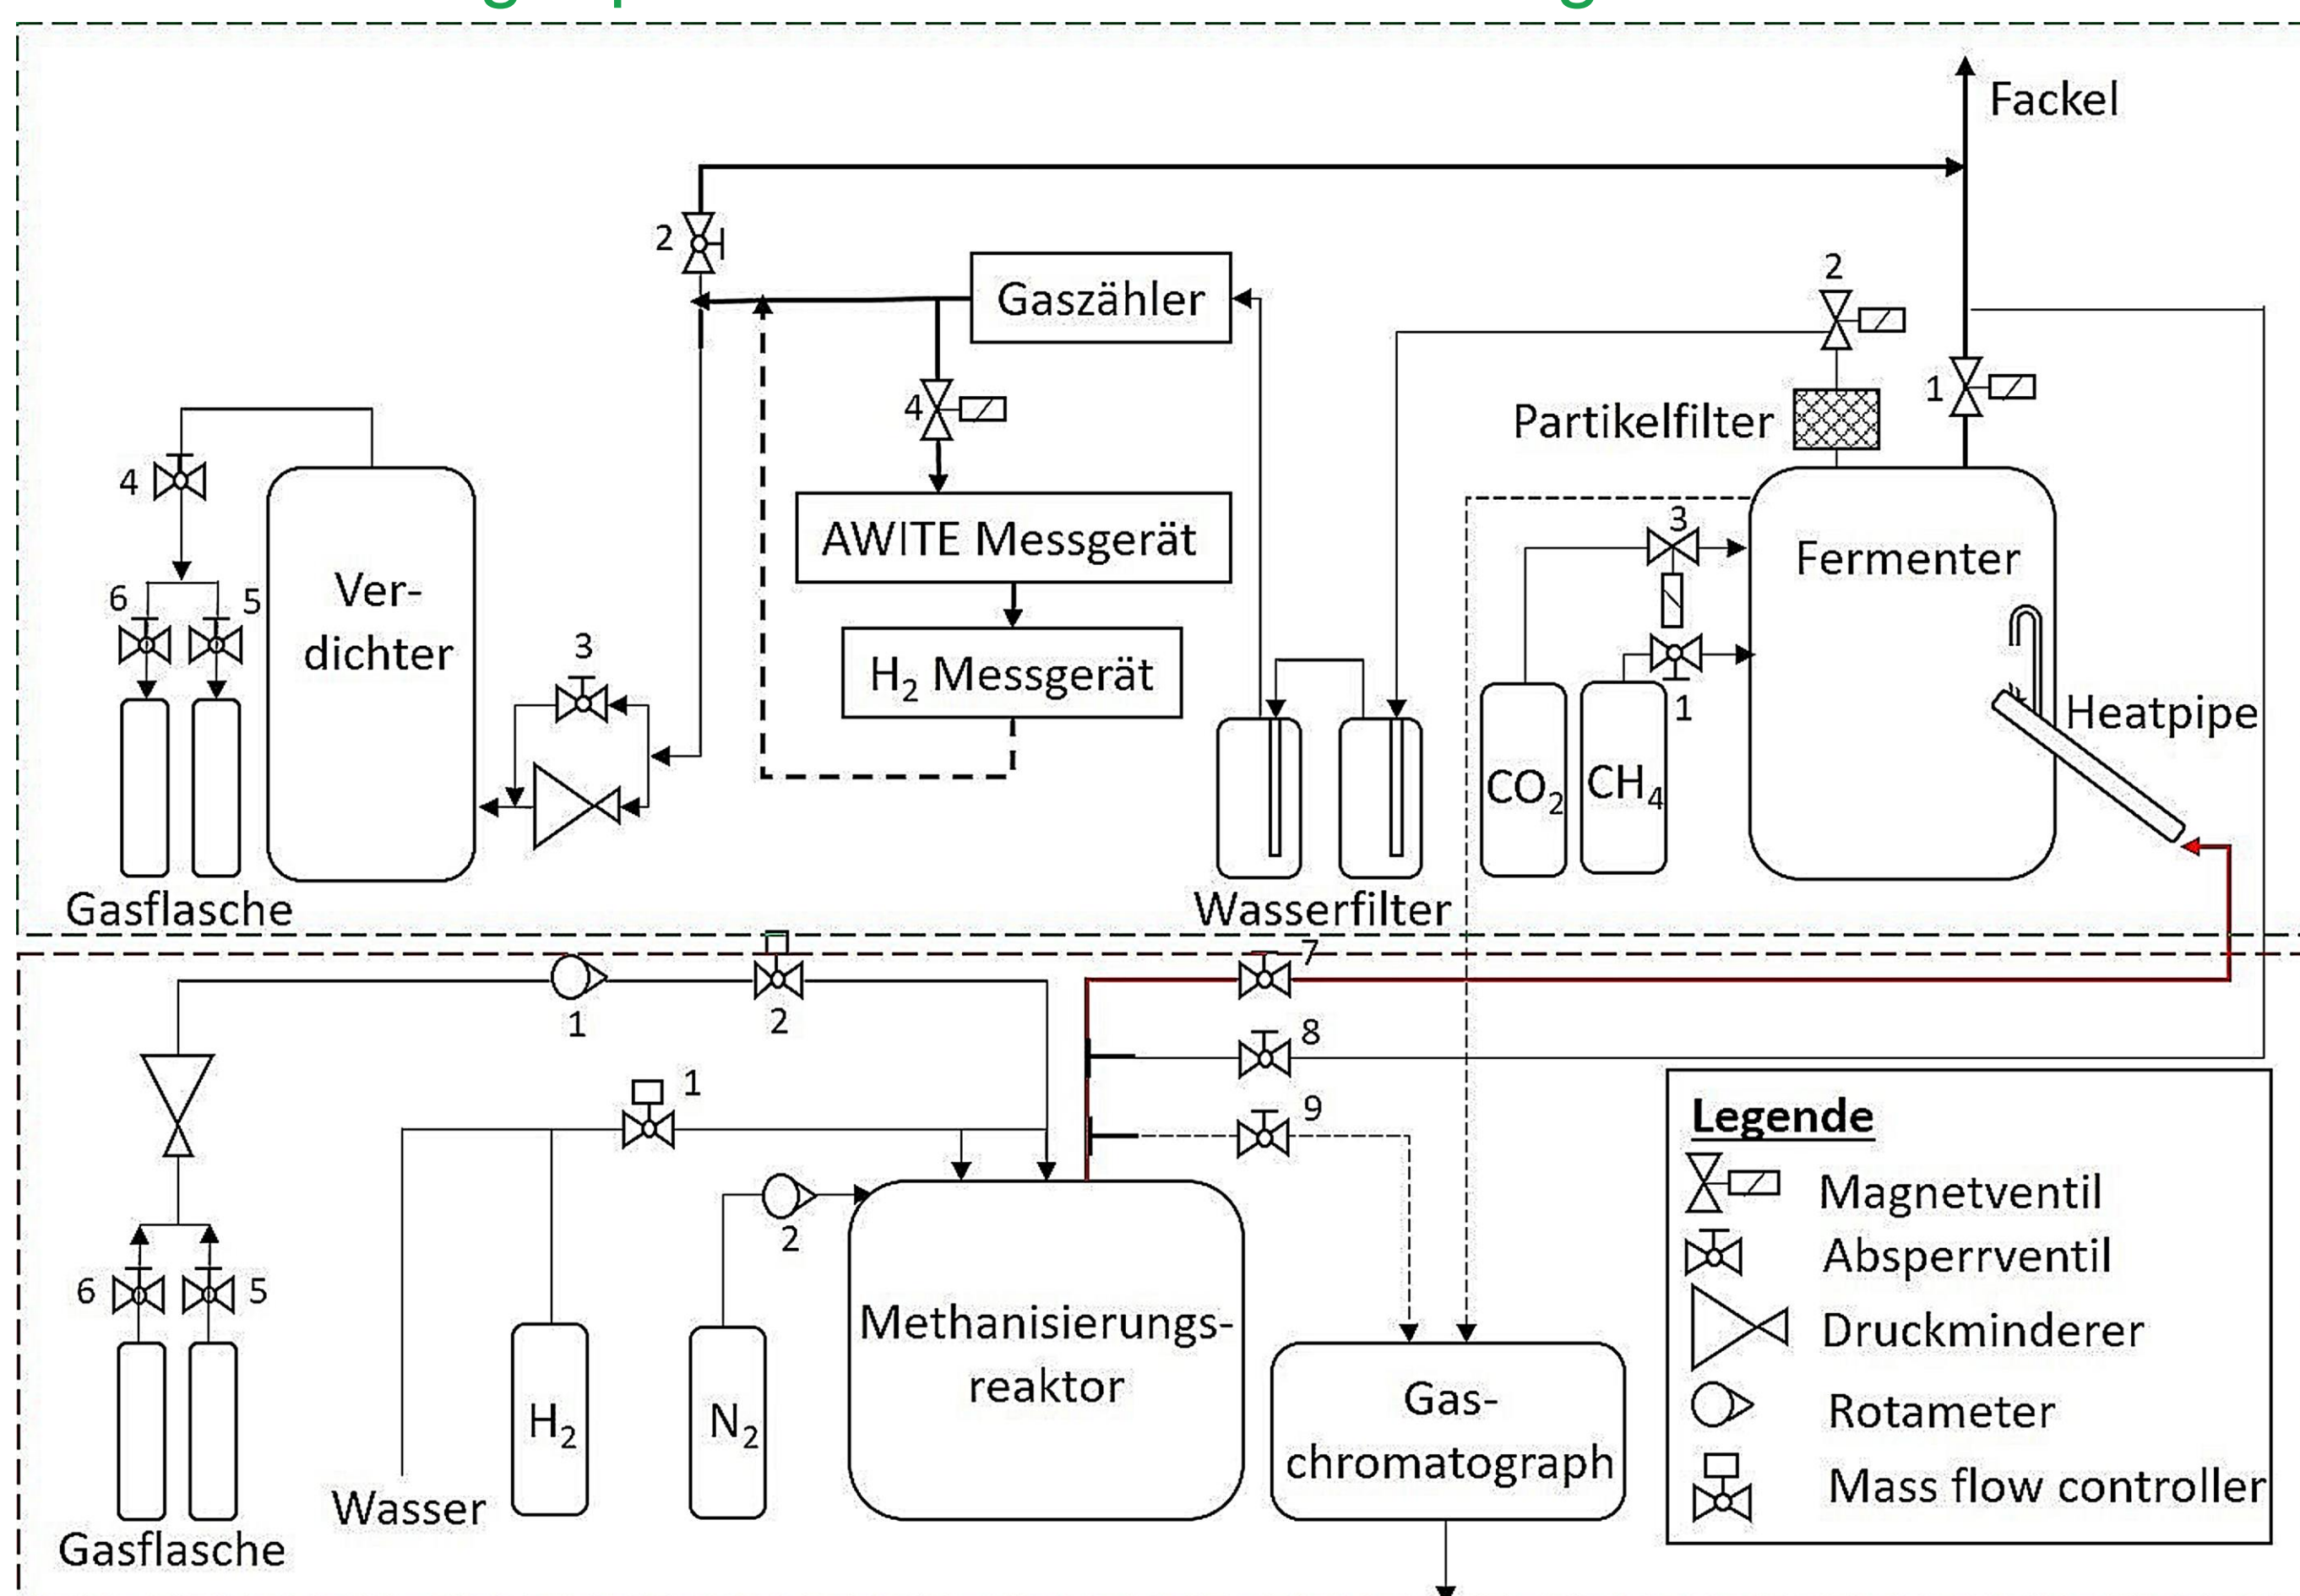 Fackel
2
Gaszähler
2
1
4
Partikelfilter
4
AWITE Messgerät
3
Fermenter
6
5
Ver-
dichter
3
H2 Messgerät
1
Heatpipe
CO2
CH4
Gasflasche
Wasserfilter
7
1
2
8
1
9
Legende
Magnetventil
2
Absperrventil
6
5
Methanisierungs-
reaktor
Druckminderer
Gas-
chromatograph
Rotameter
H2
N2
Mass flow controller
Wasser
Gasflasche